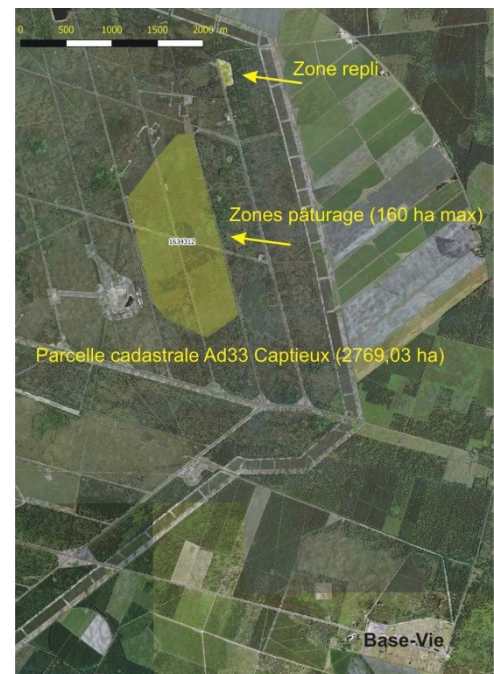 0 500 1000 1500 2000 m
Zone repli
Zones pâturage (160 ha max)
1634312
Parcelle cadastrale Ad33 Captieux (2769,03 ha)
Base-Vie